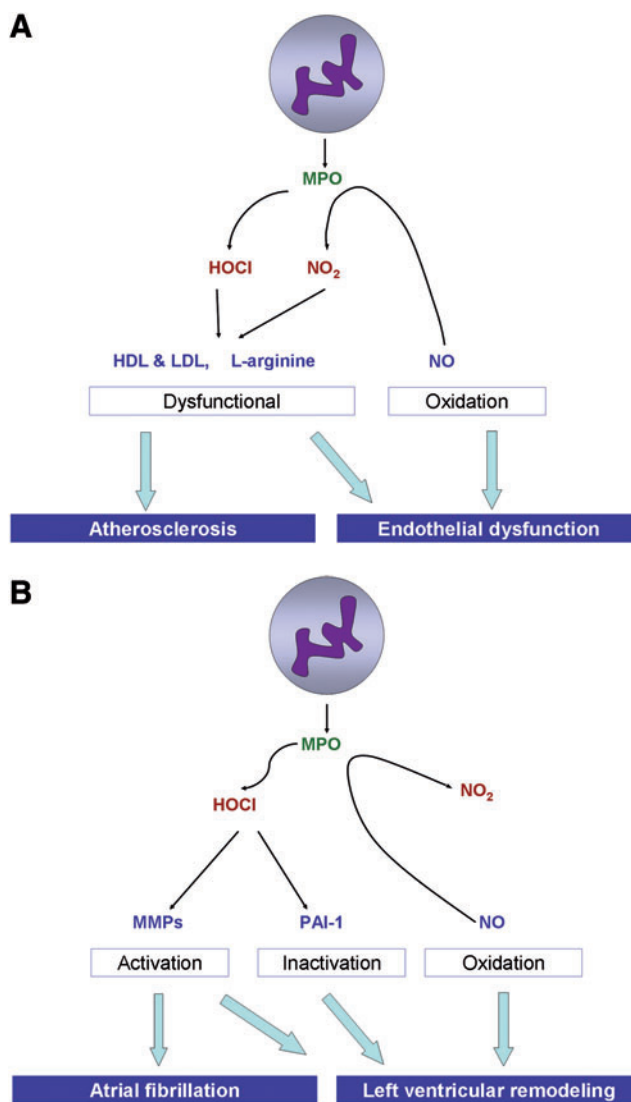 A
MPO
HOCl NO₂
HDL & LDL, L-arginine NO
Dysfunctional Oxidation
Atherosclerosis Endothelial dysfunction
B
MPO
HOCl NO₂
MMPs PAI-1 NO
Activation Inactivation Oxidation
Atrial fibrillation Left ventricular remodeling